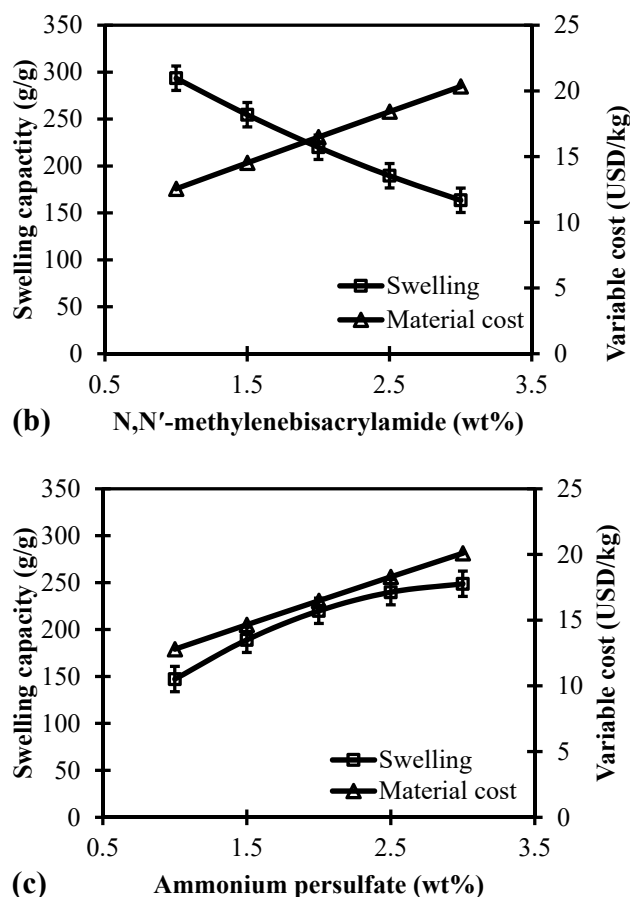 350
300
250
200
150
100
50
0
Swelling capactity (g/g)
25
20
15
10
5
0
Variable cost (USD/kg)
Swelling
Material cost
0.5 1.5 2.5 3.5
(b) N,N′-methylenebisacrylamide (wt%)
350
300
250
200
150
100
50
0
Swelling capacity (g/g)
25
20
15
10
5
0
Variable cost (USD/kg)
Swelling
Material cost
0.5 1.5 2.5 3.5
(c) Ammonium persulfate (wt%)